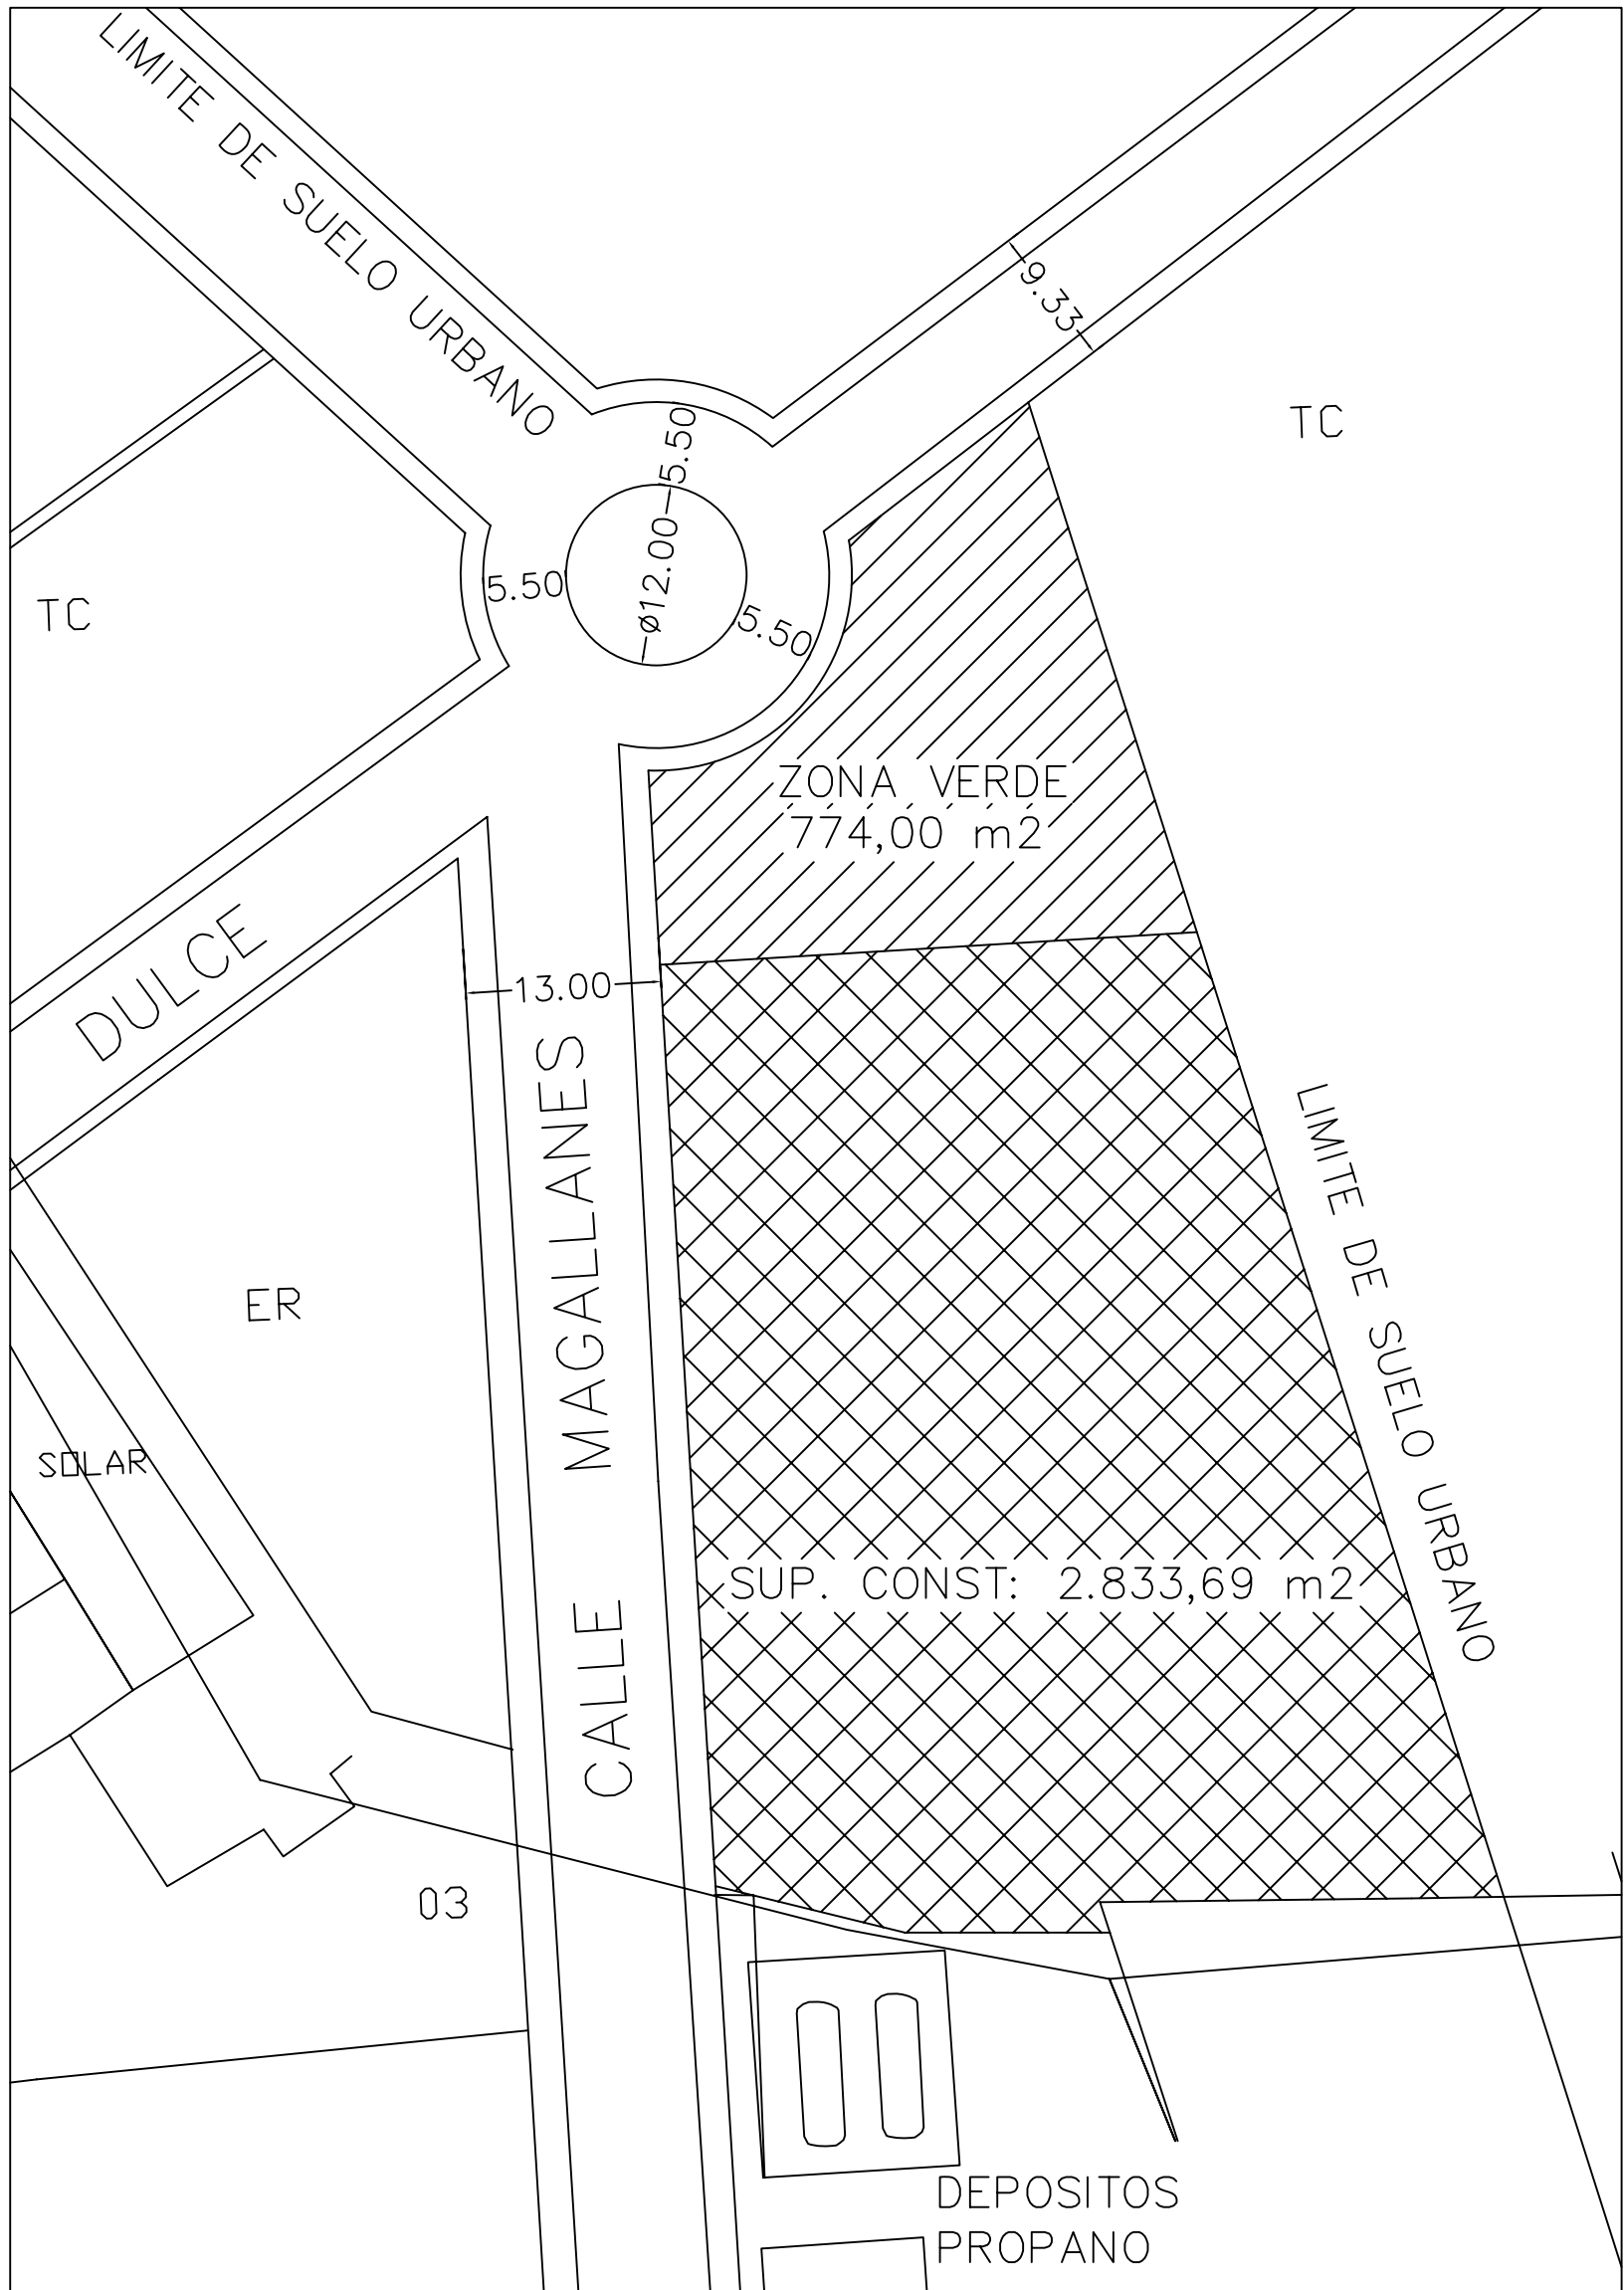 LIMITE DE SUELO URBANO
9.33
TC
5.50
ø12.00
5.50
5.50
TC
ZONA VERDE
774,00 m2
DULCE
13.00
CALLE MAGALLANES
LIMITE DE SUELO URBANO
ER
SOLAR
SUP. CONST: 2.833,69 m2
03
DEPOSITOS
PROPANO